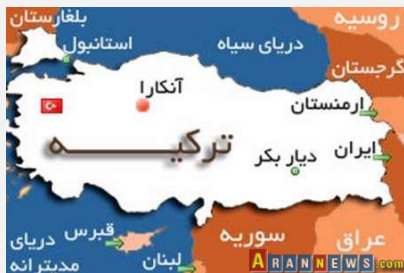 بلغارستان
روسیه
استانبول
دریای سیاه
گرجستان
آنکارا
ارمنستان
ترکیه
دیار بکر
ایران
قبرس
دریای
مدیترانه
سوریه
لبنان
عراق
ARANNEWS.com